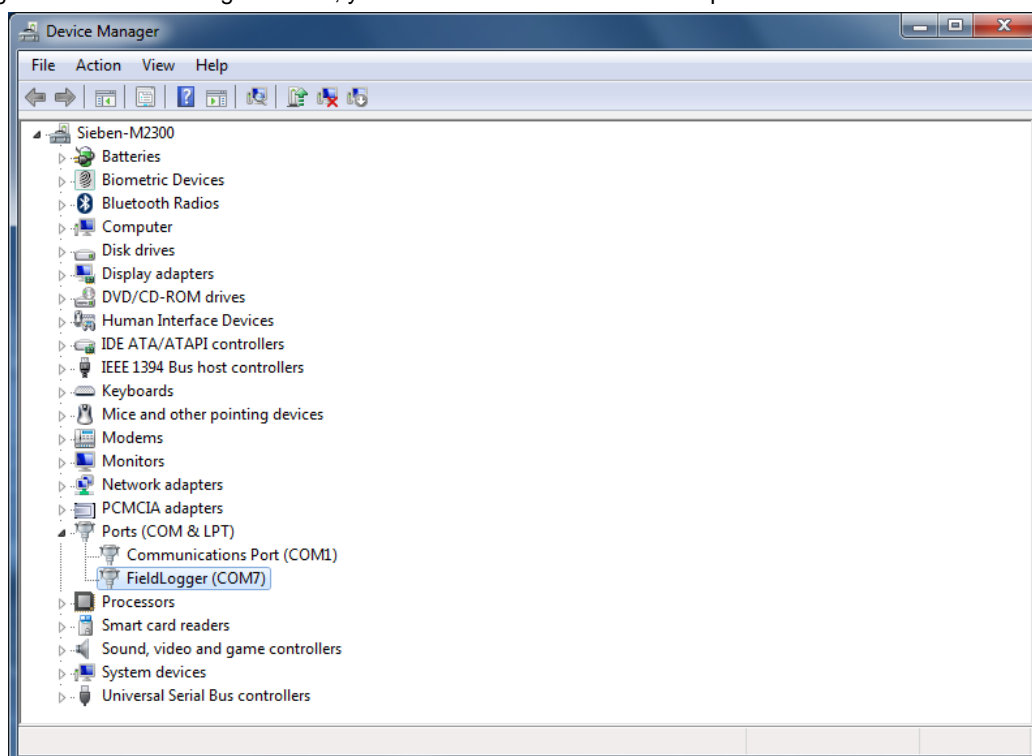 Device Manager
File Action View Help
Sieben-M2300
Batteries
Biometric Devices
Bluetooth Radios
Computer
Disk drives
Display adapters
DVD/CD-ROM drives
Human Interface Devices
IDE ATA/ATAPI controllers
IEEE 1394 Bus host controllers
Keyboards
Mice and other pointing devices
Modems
Monitors
Network adapters
PCMCIA adapters
Ports (COM & LPT)
Communications Port (COM1)
FieldLogger (COM7)
Processors
Smart card readers
Sound, video and game controllers
System devices
Universal Serial Bus controllers